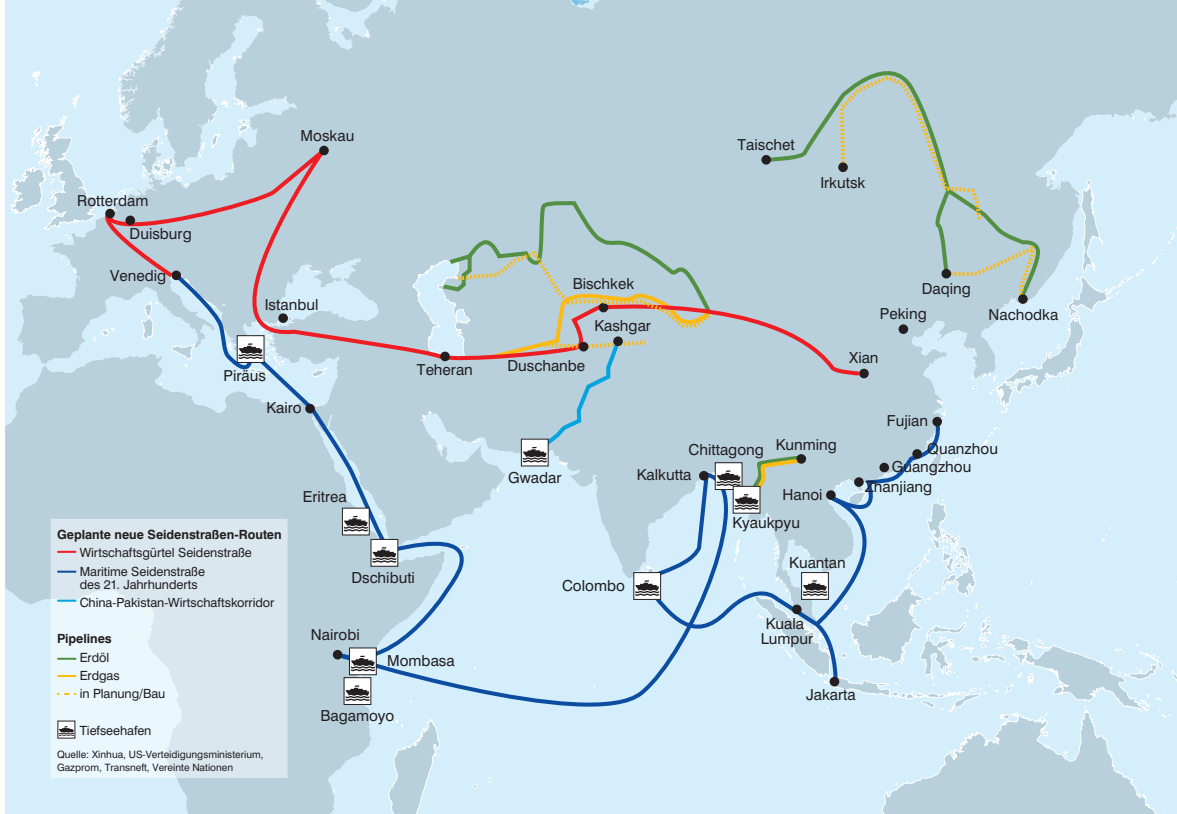 Moskau
Taischet
Irkutsk
Rotterdam
Duisburg
Venedig
Istanbul
Bischkek
Daqing
Nachodka
Peking
Kashgar
Piräus
Teheran
Duschanbe
Xian
Kairo
Fujian
Chittagong
Kunming
Quanzhou
Guangzhou
Gwadar
Kalkutta
Zhanjiang
Hanoi
Eritrea
Kyaukpyu
Dschibuti
Colombo
Kuantan
Kuala
Lumpur
Nairobi
Mombasa
Jakarta
Bagamoyo
Geplante neue Seidenstraßen-Routen
Wirtschaftsgürtel Seidenstraße
Maritime Seidenstraße
des 21. Jahrhunderts
China-Pakistan-Wirtschaftskorridor
Pipelines
Erdöl
Erdgas
in Planung/Bau
Tiefseehafen
Quelle: Xinhua, US-Verteidigungsministerium,
Gazprom, Transneft, Vereinte Nationen